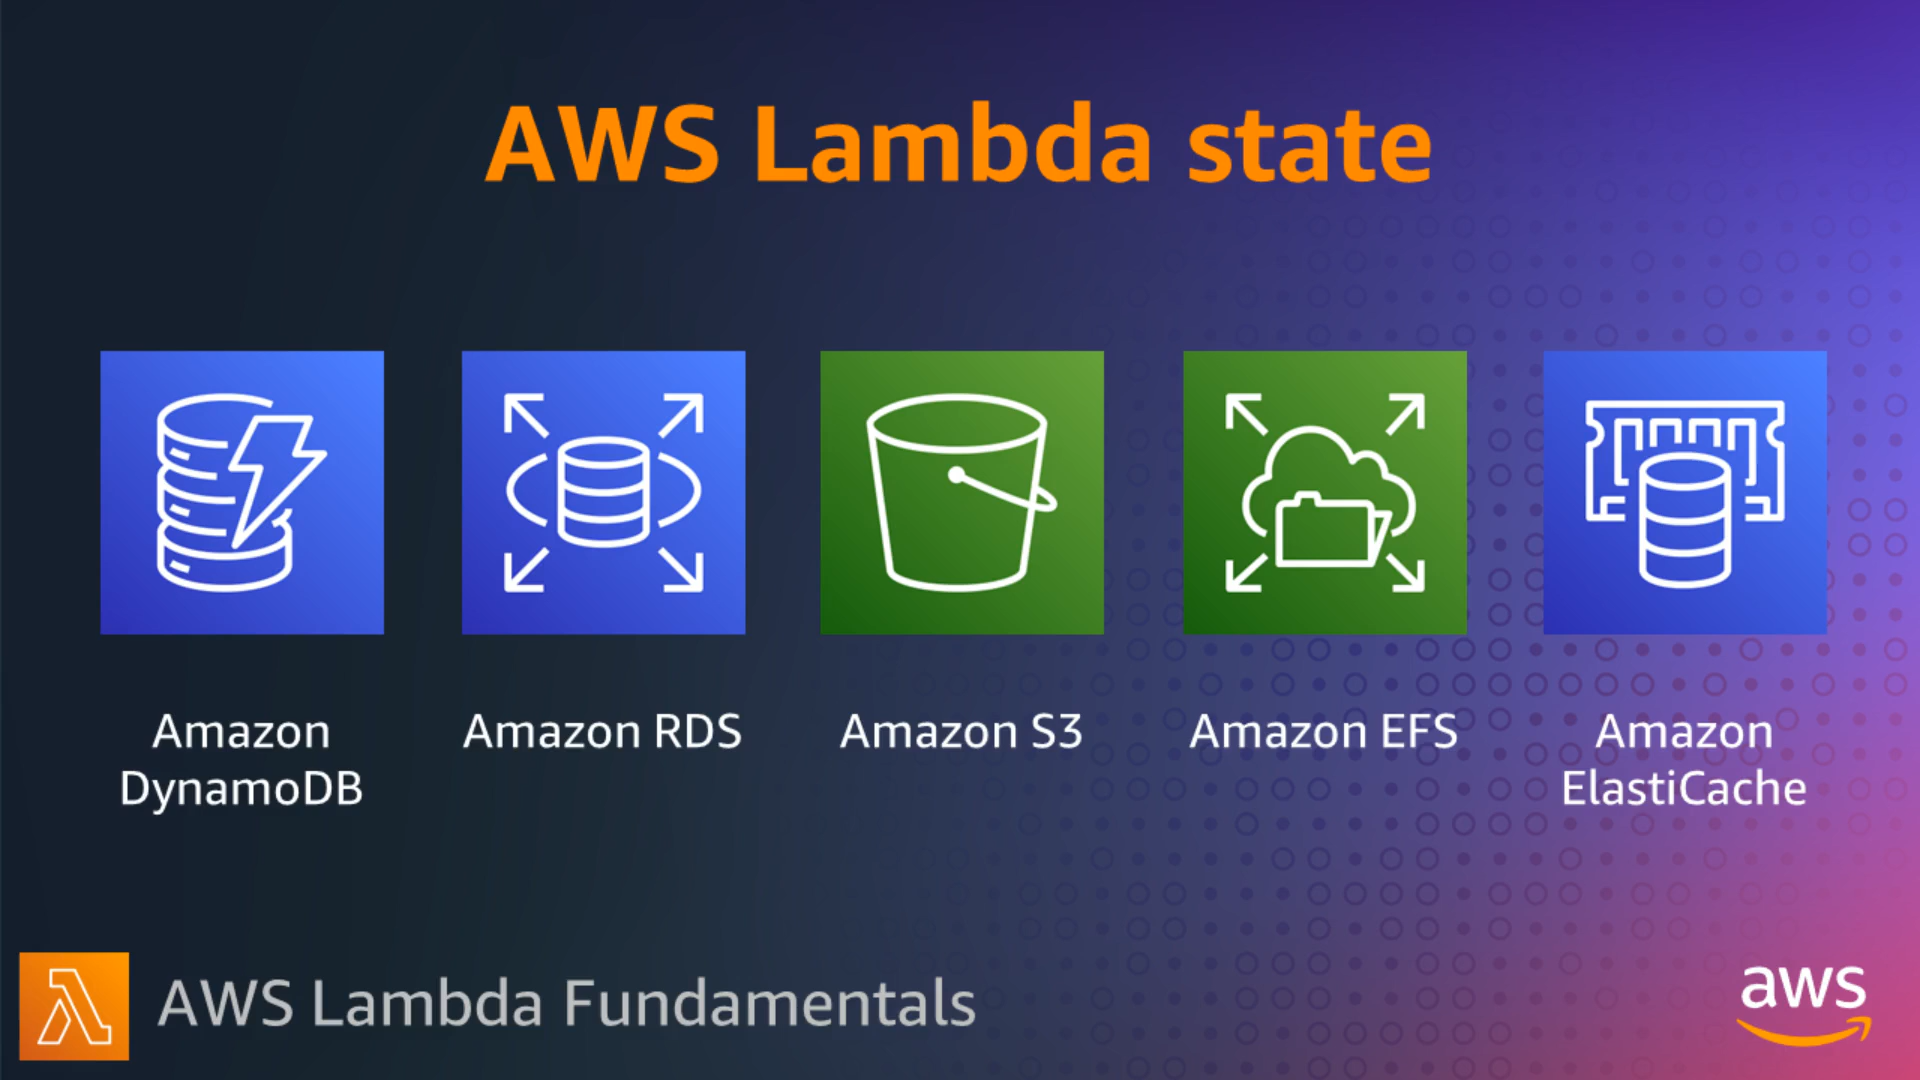 AWS Lambda state
Amazon
DynamoDB
Amazon RDS
Amazon S3
Amazon EFS
Amazon
ElastiCache
AWS Lambda Fundamentals
aws